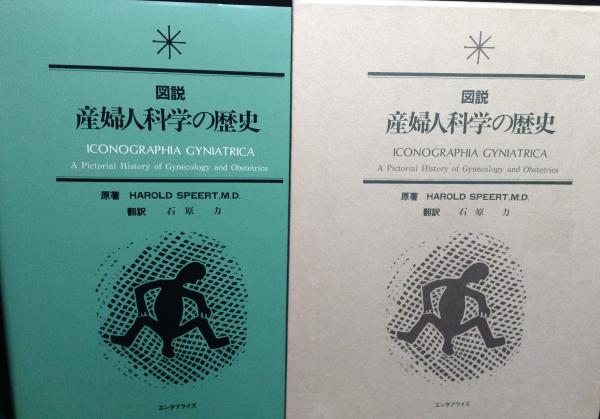 図説
産婦人科学の歴史
ICONOGRAPHIA GYNIATRICA
A Pictorial History of Gynecology and Obstetrics
原著 HAROLD SPEERT, M.D.
翻訳 石原 力
エンタプライズ
図説
産婦人科学の歴史
ICONOGRAPHIA GYNIATRICA
A Pictorial History of Gynecology and Obstetrics
原著 HAROLD SPEERT, M.D.
翻訳 石原 力
エンタプライズ